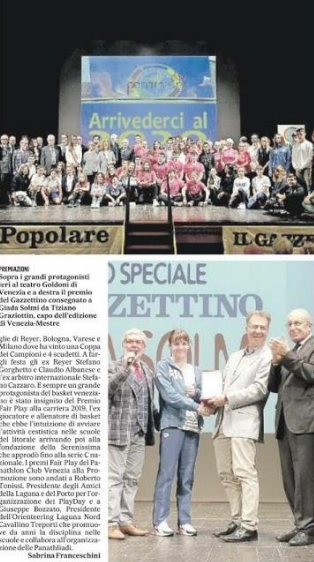 Arrivederci al
2020
Popolare
IL GAZZ
PREMIAZIONI
Sopra i grandi protagonisti
ieri al teatro Goldoni di
Venezia e a destra il premio
del Gazzettino consegnato a
Giada Solmi da Tiziano
Graziottin, capo dell'edizione
di Venezia-Mestre
glie di Reyer, Bologna, Varese e
Milano dove ha vinto una Coppa
dei Campioni e 4 scudetti. A far-
gli festa gli ex Reyer Stefano
Gorghetto e Claudio Albanese e
l'ex arbitro internazionale Stefa-
no Cazzaro. E sempre un grande
protagonista del basket venezia-
no è stato insignito del Premio
Fair Play alla carriera 2019, l'ex
giocatore e allenatore di basket
che ebbe l'intuizione di avviare
l'attività cestistica nelle scuole
del litorale arrivando poi alla
fondazione della Serenissima
che approdò fino alla serie C na-
zionale. I premi Fair Play del Pa-
nathlon Club Venezia alla Pro-
mozione sono andati a Roberto
Tonissi, Presidente degli Amici
della Laguna e del Porto per l'or-
ganizzazione dei PlayDay e a
Giuseppe Bozzato, Presidente
dell'Orienteering Laguna Nord
Cavallino Treporti che promuo-
ve da anni la disciplina nelle
scuole e collabora all'organizza-
zione delle Panathliadi.
Sabrina Franceschini
O SPECIALE
ZZETTINO
SOLM